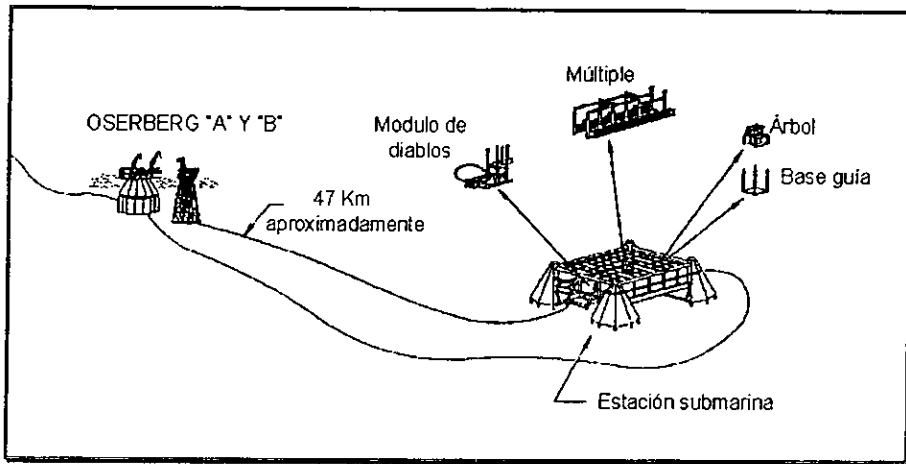 Múltiple
OSERBERG "A" Y "B"
Modulo de
diablos
Árbol
Base guía
47 Km
aproximadamente
Estación submarina